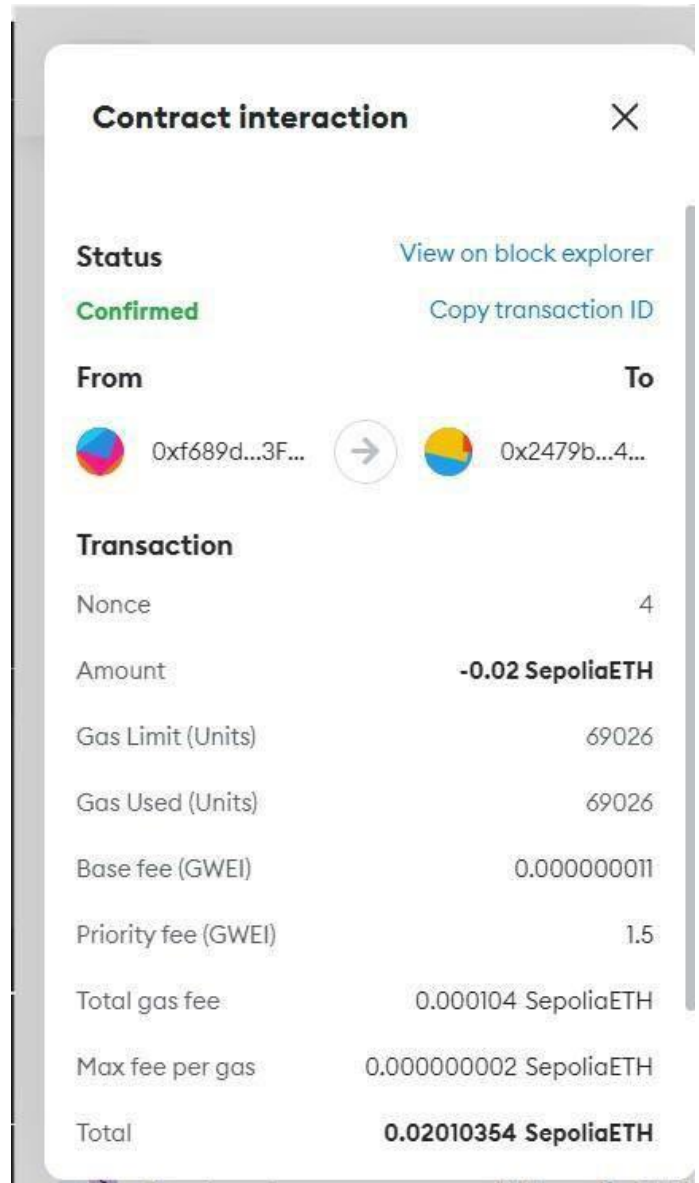 Contract interaction
Status View on block explorer
Confirmed Copy transaction ID
From To
0xf689d...3F... 0x2479b...4...
Transaction
Nonce 4
Amount -0.02 SepoliaETH
Gas Limit (Units) 69026
Gas Used (Units) 69026
Base fee (GWEI) 0.000000011
Priority fee (GWEI) 1.5
Total gas fee 0.000104 SepoliaETH
Max fee per gas 0.000000002 SepoliaETH
Total 0.02010354 SepoliaETH